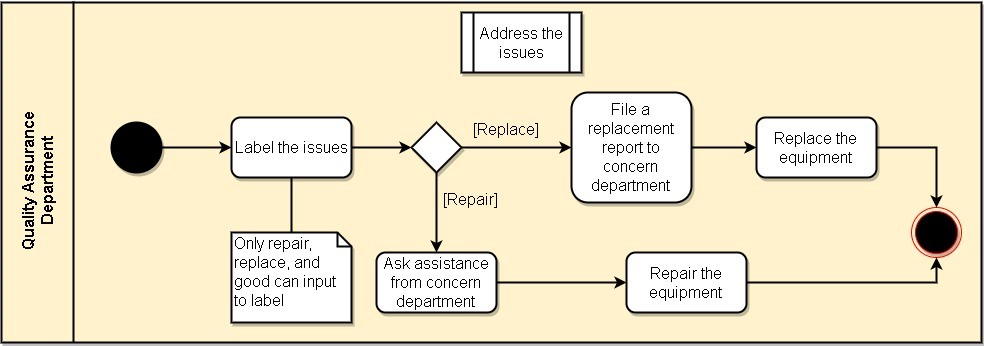 Quality Assurance
Department
Address the
issues
Label the issues
[Replace]
File a
replacement
report to
concern
department
Replace the
equipment
[Repair]
Only repair,
replace, and
good can input
to label
Ask assistance
from concern
department
Repair the
equipment